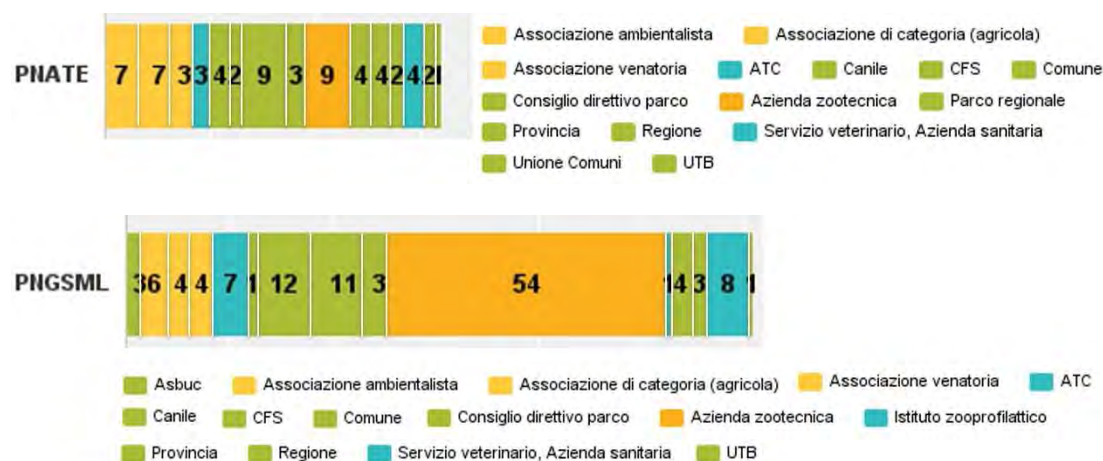 PNATE 7 7 3 3 4 2 9 3 9 4 4 2 4 2 1
Associazione ambientalista Associazione di categoria (agricola)
Associazione venatoria ATC Canile CFS Comune
Consiglio direttivo parco Azienda zootecnica Parco regionale
Provincia Regione Servizio veterinario, Azienda sanitaria
Unione Comuni UTB
PNGSML 3 6 4 4 7 1 12 11 3 54 1 4 3 8 1
Asbuc Associazione ambientalista Associazione di categoria (agricola) Associazione venatoria ATC
Canile CFS Comune Consiglio direttivo parco Azienda zootecnica Istituto zooprofilattico
Provincia Regione Servizio veterinario, Azienda sanitaria UTB